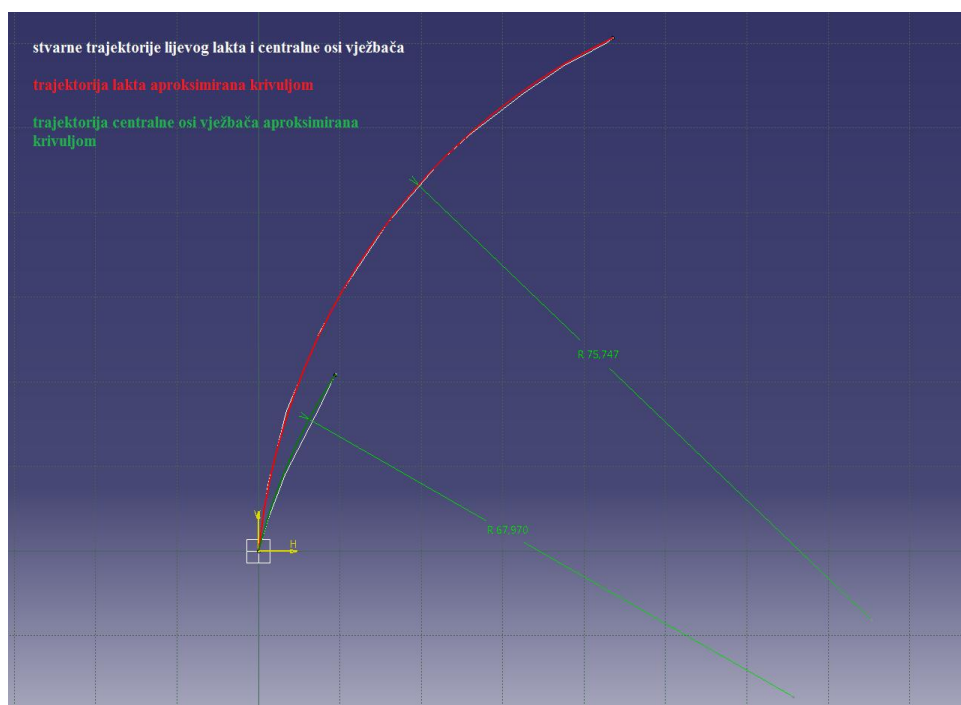 stvarne trajektorije lijevog lakta i centralne osi vježbača
trajektorija lakta aproksimirana krivuljom
trajektorija centralne osi vježbača aproksimirana
krivuljom
R 75,747
R 67,970
V
H